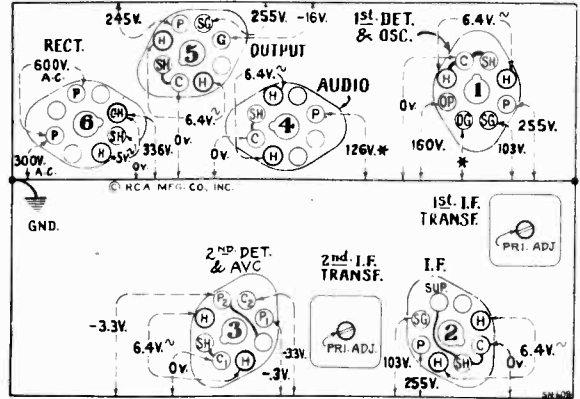 245V.
255V.
-16V.
1st. DET.
& OSC.
6.4V.~
P
SG
G
H
5
SH
C
H
OUTPUT
RECT.
600V.
A.C.
P
6
P
GH
SH
H
5V.~
300V.
A.C.
336V.
0V.
6.4V.~
0V.
6.4V.~
AUDIO
H
SH
4
P
C
H
0V.
126V.*
C
SH
H
1
H
OP
P
OG
SG
0V.
160V.
*
103V.
255V.
© RCA MFG. CO., INC.
GND.
1st. I.F.
TRANSF.
PRI. ADJ.
2ND. DET.
& AVC
P2
C2
H
P1
3
SH
C1
H
-3.3V.
6.4V.~
0V.
-.33V.
-.3V.
2nd. I.F.
TRANSF.
PRI. ADJ.
I.F.
SUP.
SG
H
2
P
C
H
SH
103V.
255V.
0V.
6.4V.~